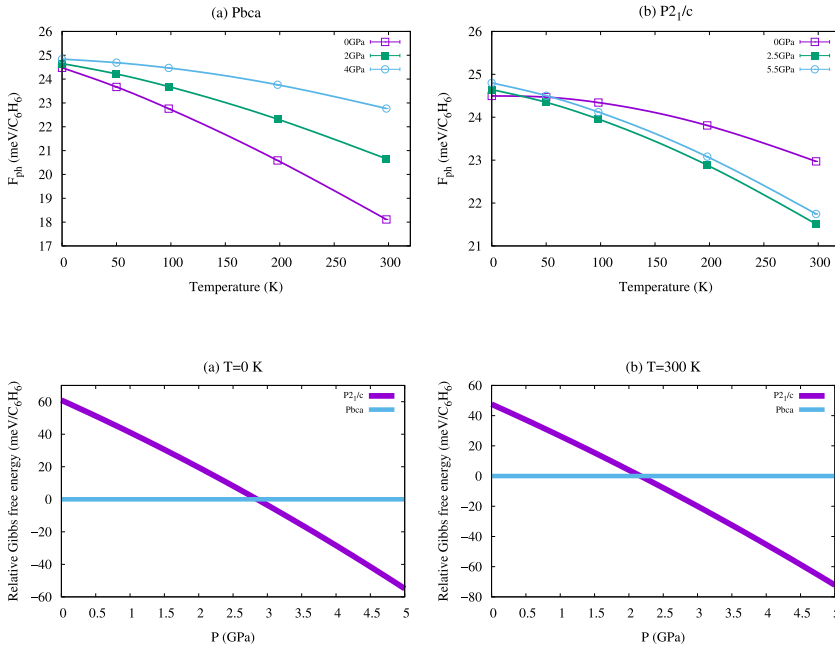 (a) Pbca
F_ph (meV/C₆H₆)
26
25
24
23
22
21
20
19
18
17
0 50 100 150 200 250 300
Temperature (K)
0GPa
2GPa
4GPa
(b) P2₁/c
F_ph (meV/C₆H₆)
26
25
24
23
22
21
0 50 100 150 200 250 300
Temperature (K)
0GPa
2.5GPa
5.5GPa
(a) T=0 K
Relative Gibbs free energy (meV/C₆H₆)
60
40
20
0
−20
−40
−60
0 0.5 1 1.5 2 2.5 3 3.5 4 4.5 5
P (GPa)
P2₁/c
Pbca
(b) T=300 K
Relative Gibbs free energy (meV/C₆H₆)
60
40
20
0
−20
−40
−60
−80
0 0.5 1 1.5 2 2.5 3 3.5 4 4.5 5
P (GPa)
P2₁/c
Pbca